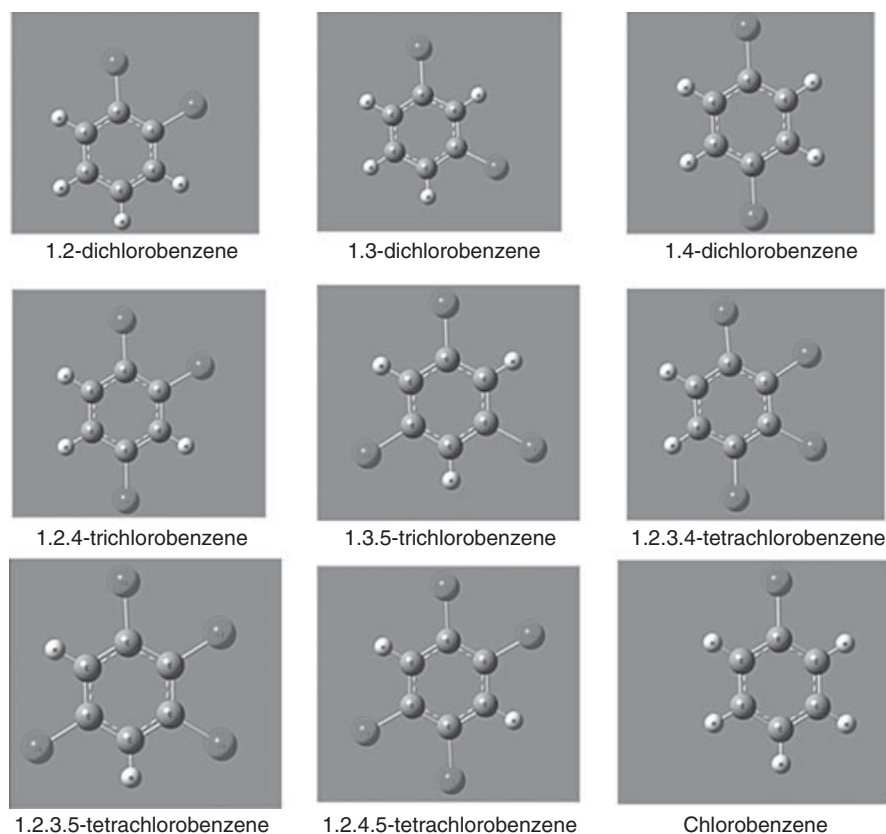 1.2-dichlorobenzene
1.3-dichlorobenzene
1.4-dichlorobenzene
1.2.4-trichlorobenzene
1.3.5-trichlorobenzene
1.2.3.4-tetrachlorobenzene
1.2.3.5-tetrachlorobenzene
1.2.4.5-tetrachlorobenzene
Chlorobenzene